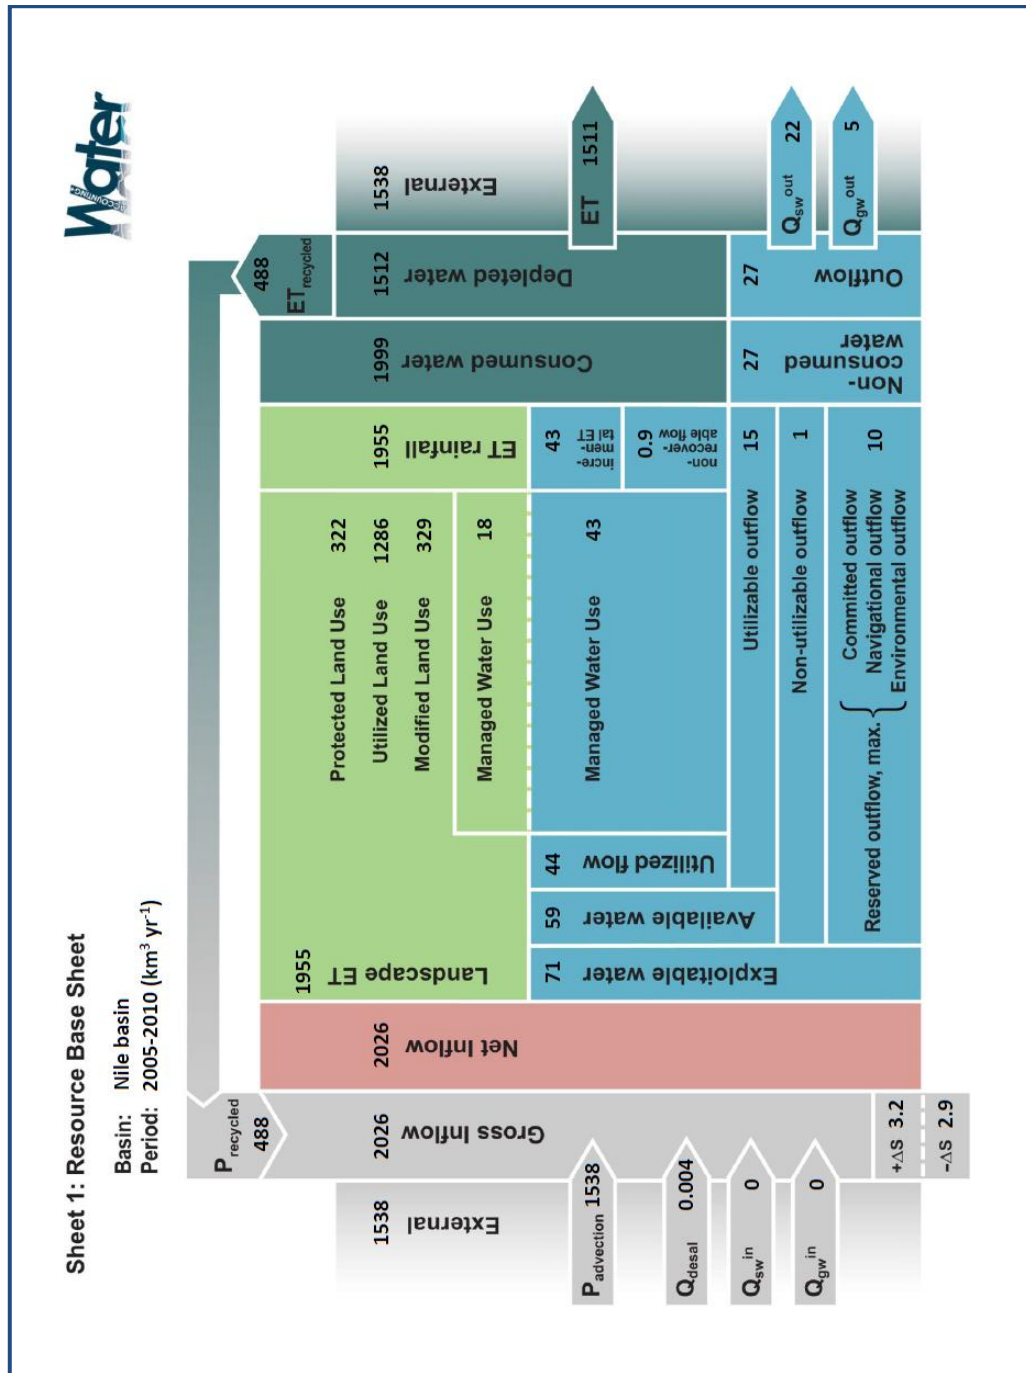 Water
ACCOUNTING+
Sheet 1: Resource Base Sheet
Basin: Nile basin
Period: 2005-2010 (km³ yr⁻¹)
P recycled
488
488
ET recycled
1538
External
P advection 1538
Q desal 0.004
Q sw in 0
Q gw in 0
2026
Gross Inflow
+ΔS 3.2
−ΔS 2.9
2026
Net Inflow
1955
Landscape ET
71
Exploitable water
59
Available water
44
Utilized flow
Protected Land Use 322
Utilized Land Use 1286
Modified Land Use 329
Managed Water Use 18
Managed Water Use 43
Utilizable outflow 15
Non-utilizable outflow 1
Reserved outflow, max. {
Committed outflow
Navigational outflow 10
Environmental outflow
1955
ET rainfall
43
incre-
men-
tal ET
0.9
non-
recover-
able flow
1999
Consumed water
27
Non-
consumed
water
1512
Depleted water
27
Outflow
1538
External
ET 1511
Q sw out 22
Q gw out 5